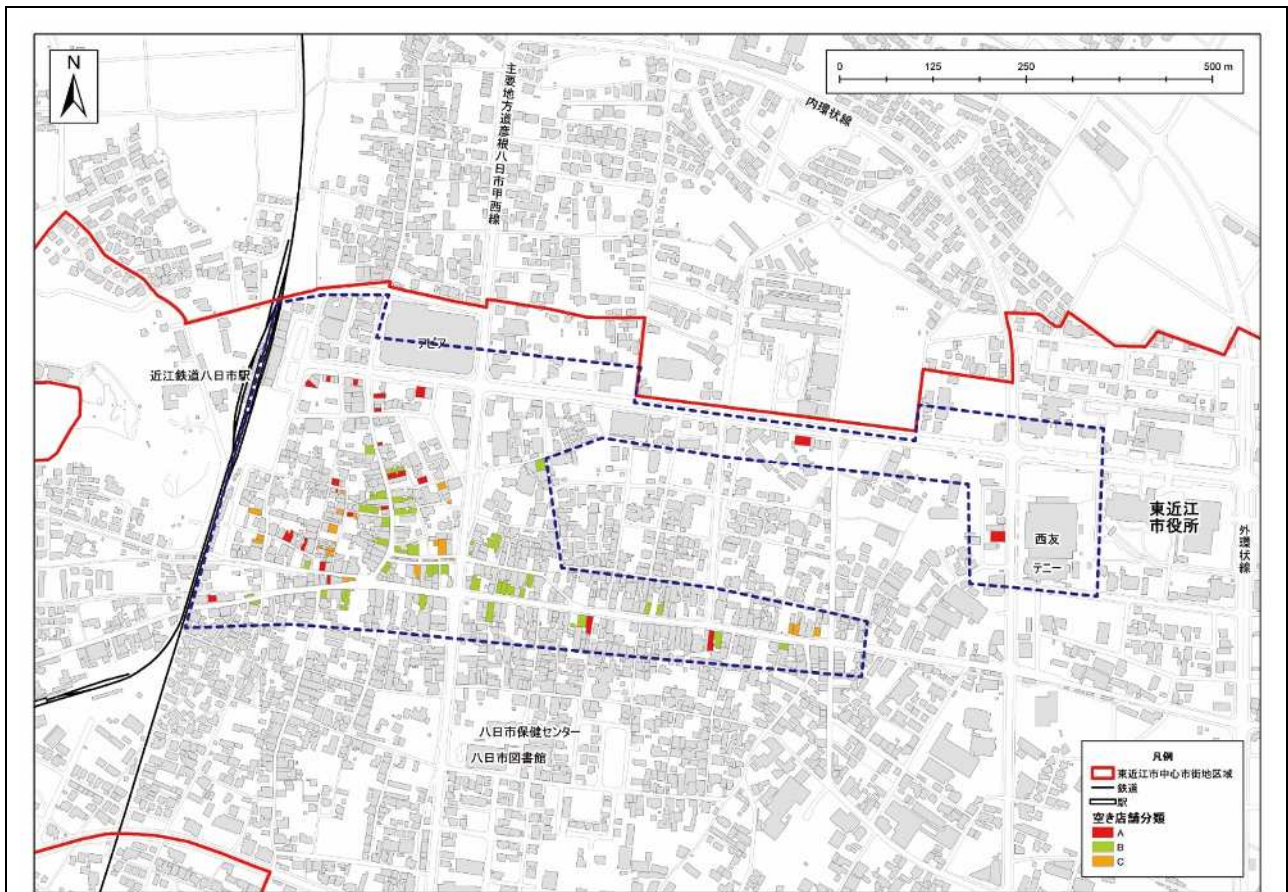 N
0 125 250 500 m
主要地方道彦根八日市甲西線
内環状線
アピア
近江鉄道八日市駅
東近江
市役所
西友
テニー
外環状線
八日市保健センター
八日市図書館
凡例
東近江市中心市街地区域
鉄道
駅
空き店舗分類
A
B
C